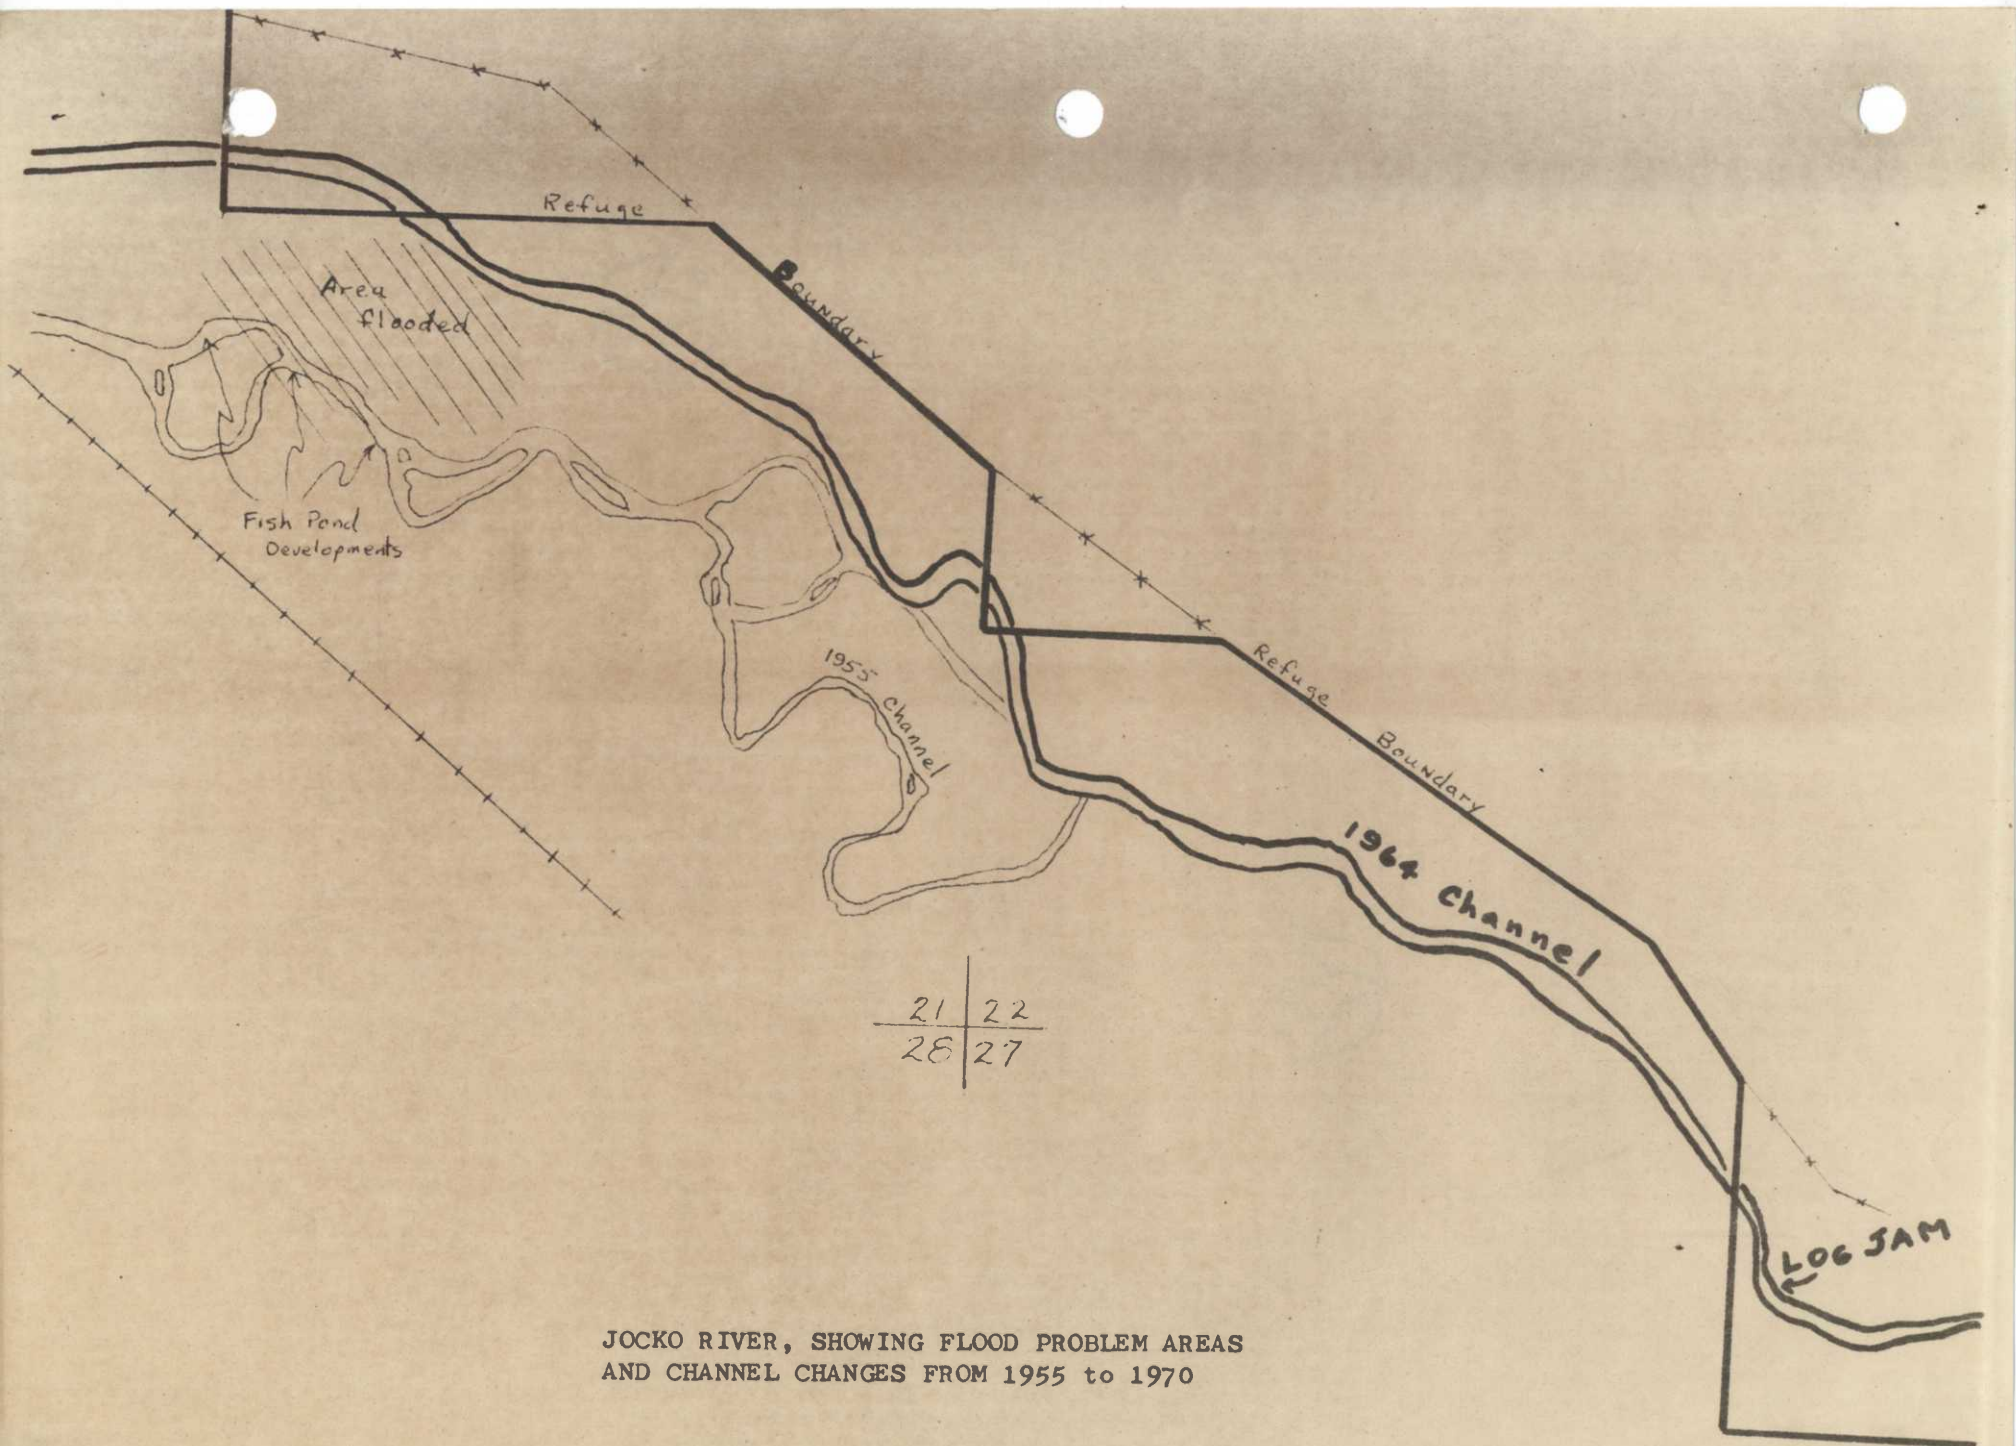 Refuge
Boundary
Area
flooded
Fish Pond
Developments
1955 Channel
Refuge
Boundary
1964 Channel
21 22
28 27
LOG JAM
JOCKO RIVER, SHOWING FLOOD PROBLEM AREAS
AND CHANNEL CHANGES FROM 1955 to 1970